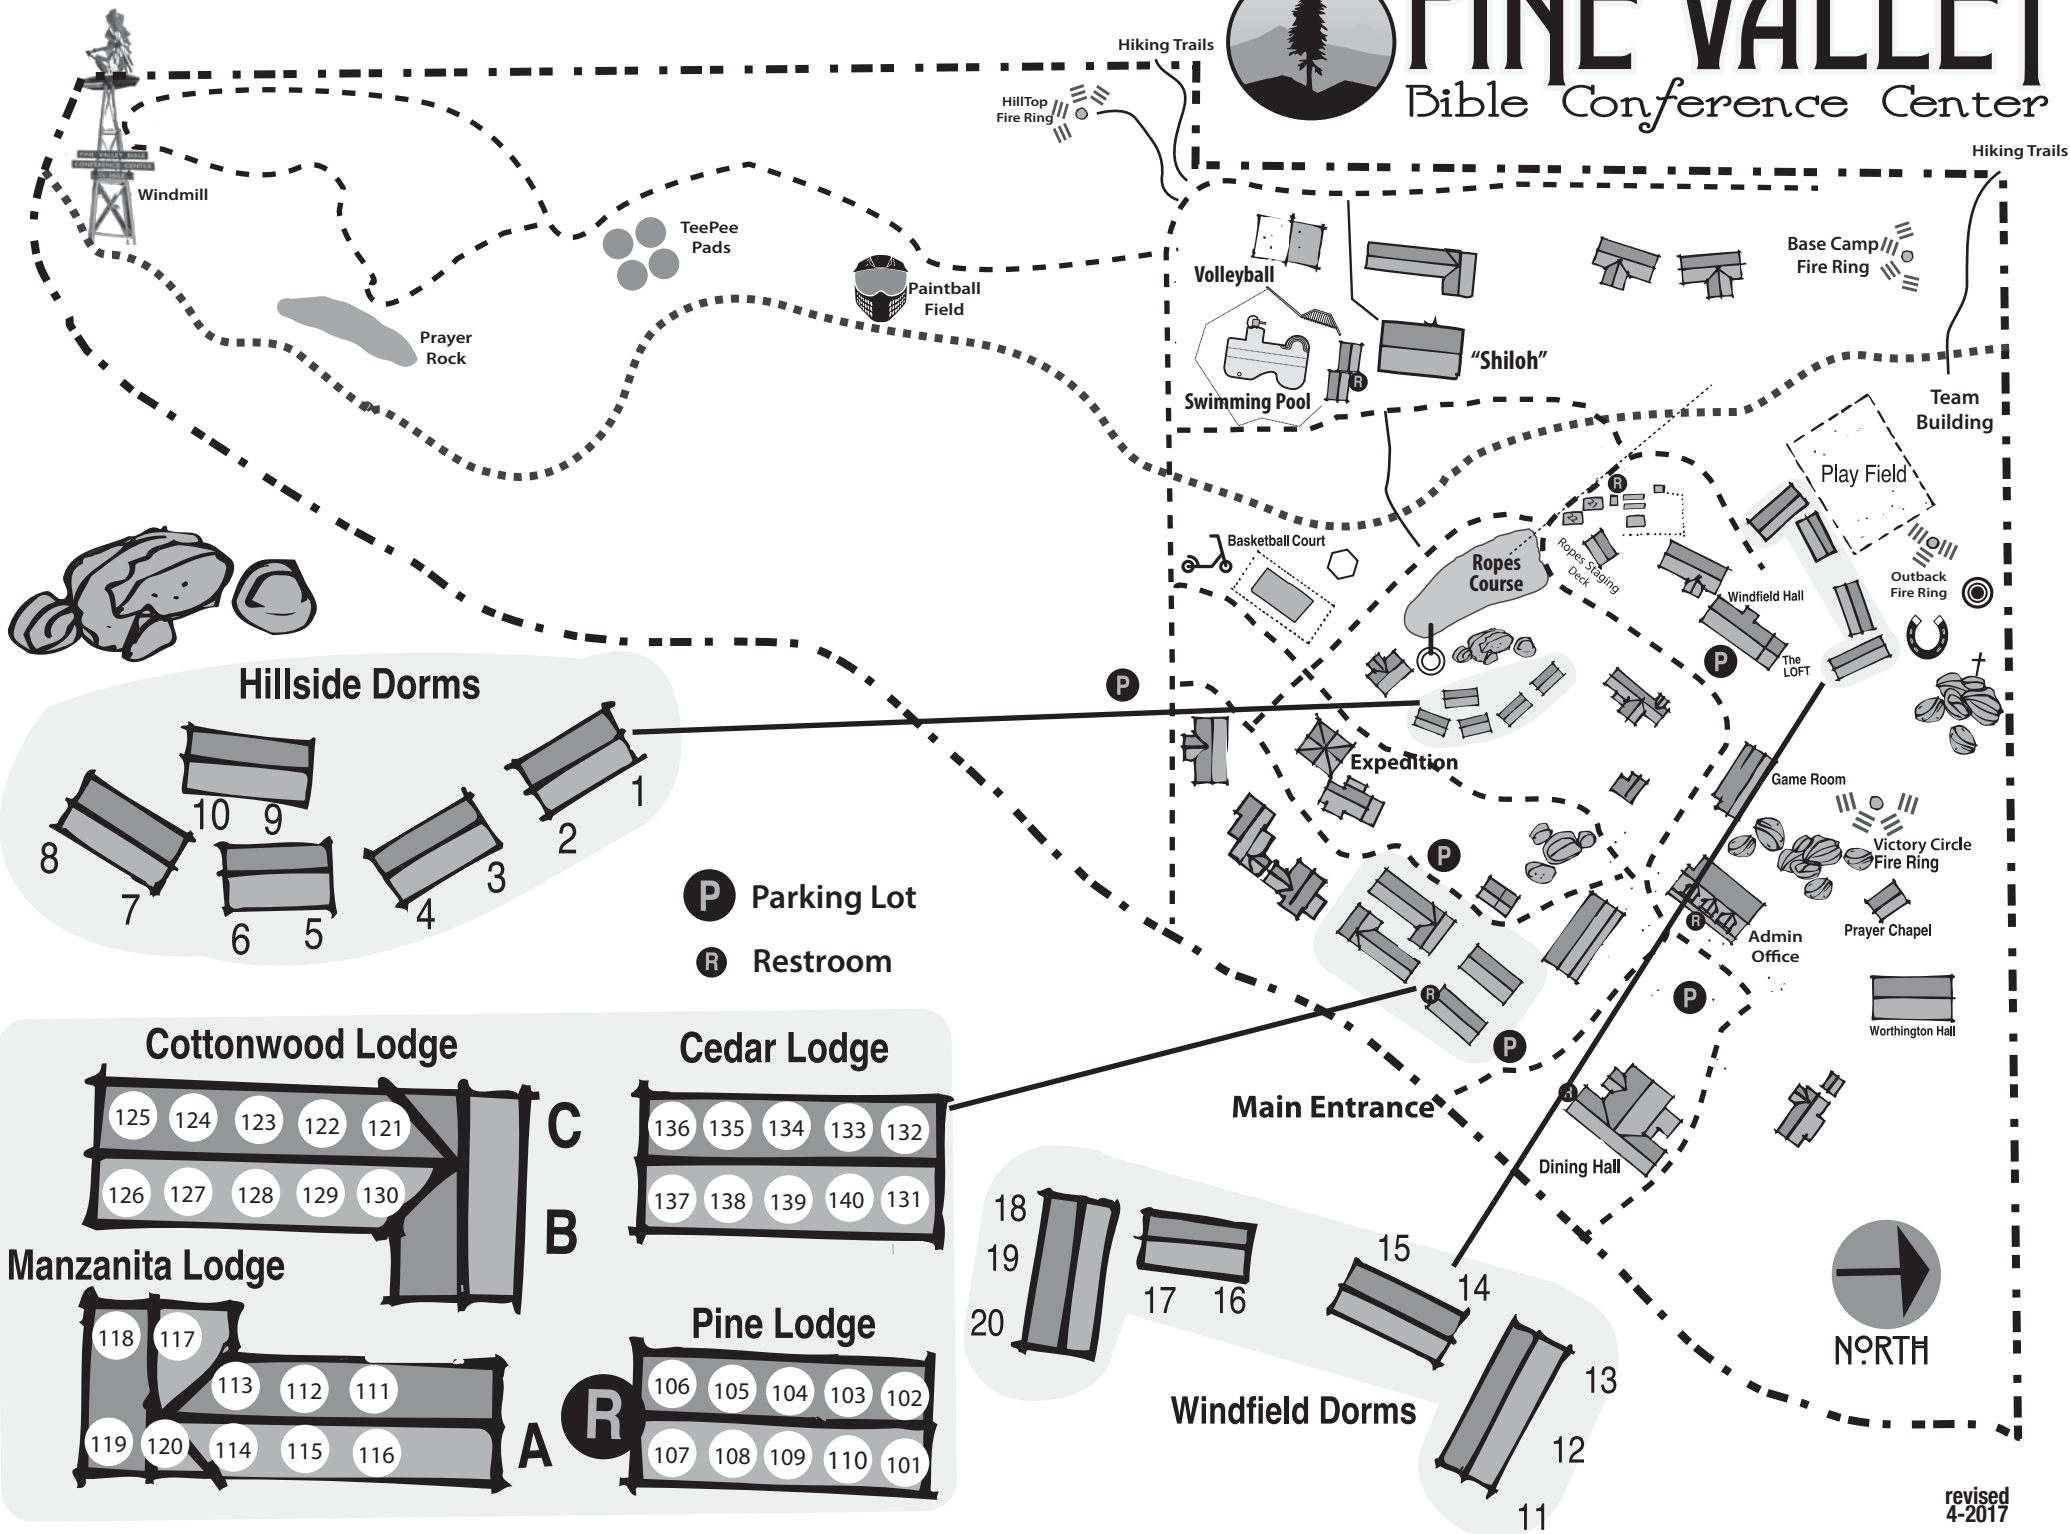 PINE VALLEY
Bible Conference Center
Hiking Trails
HillTop
Fire Ring
Hiking Trails
PINE VALLEY BIBLE
CONFERENCE CENTER
Windmill
TeePee
Pads
Paintball
Field
Prayer
Rock
Volleyball
Base Camp
Fire Ring
"Shiloh"
R
Swimming Pool
Team
Building
Play Field
R
Basketball Court
Ropes
Course
Ropes Staging
Deck
Outback
Fire Ring
Windfield Hall
The
LOFT
P
P
Hillside Dorms
1
2
3
4
5
6
7
8
9
10
Expedition
Game Room
P
Victory Circle
Fire Ring
P Parking Lot
R Restroom
R
Admin
Office
Prayer Chapel
P
R
Worthington Hall
P
Main Entrance
R
Dining Hall
Cottonwood Lodge
125 124 123 122 121
126 127 128 129 130
C
B
Cedar Lodge
136 135 134 133 132
137 138 139 140 131
Manzanita Lodge
118 117
113 112 111
119 120 114 115 116
A
Pine Lodge
R
106 105 104 103 102
107 108 109 110 101
18
19
20
17 16
15
14
13
12
11
Windfield Dorms
NORTH
revised
4-2017